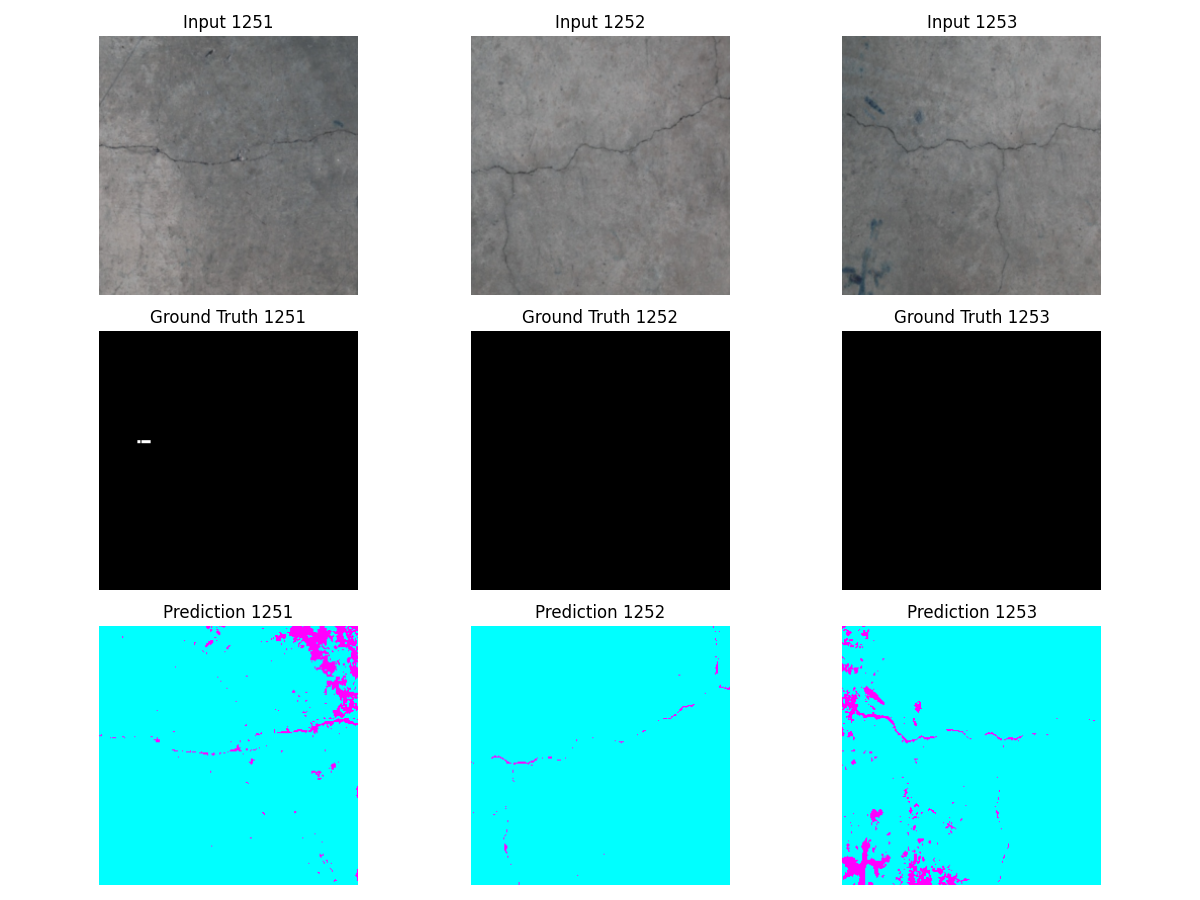 Input 1251
Input 1252
Input 1253
Ground Truth 1251
Ground Truth 1252
Ground Truth 1253
Prediction 1251
Prediction 1252
Prediction 1253